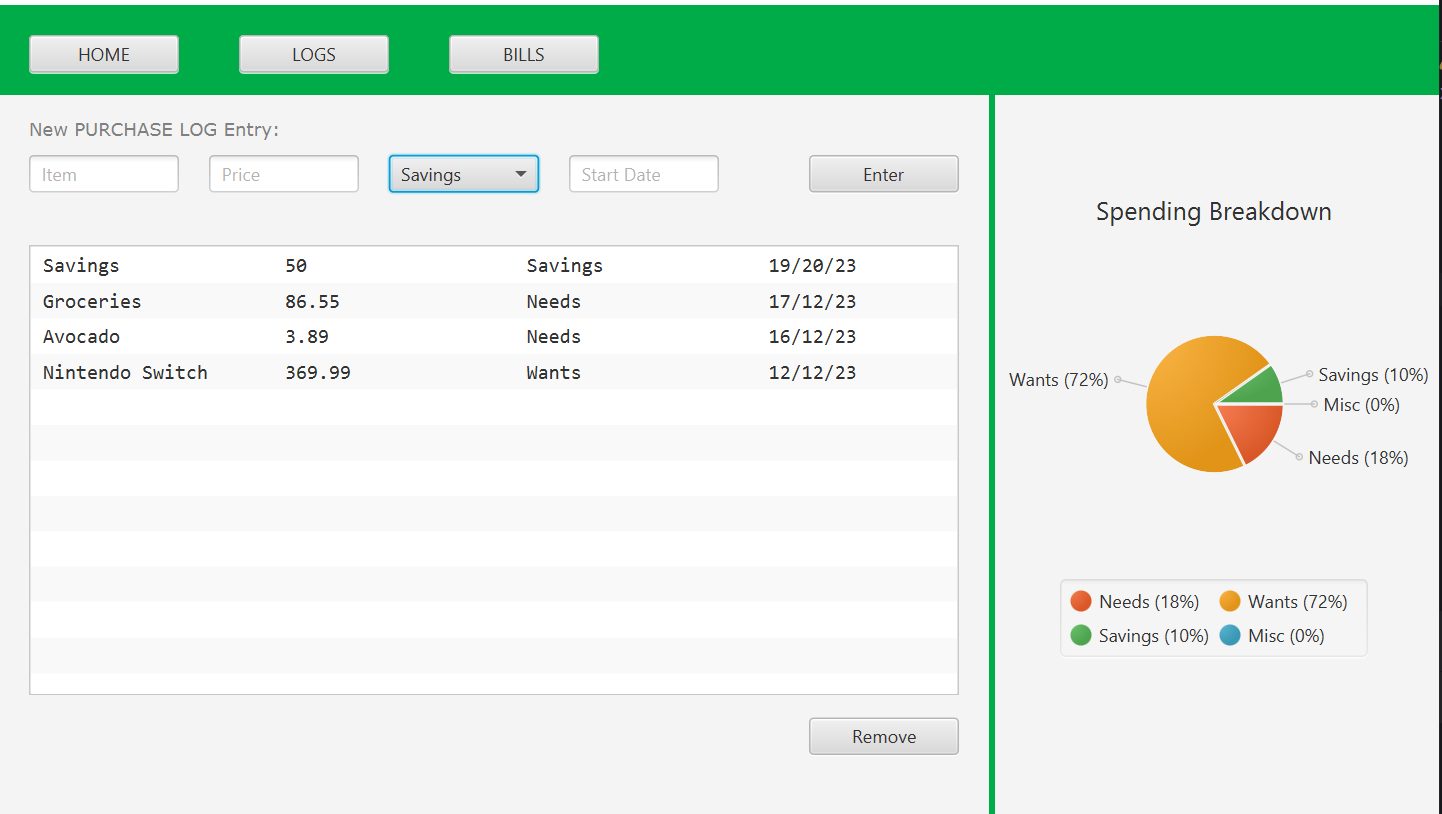 HOME LOGS BILLS
New PURCHASE LOG Entry:
Item Price Savings Start Date Enter
Savings 50 Savings 19/20/23
Groceries 86.55 Needs 17/12/23
Avocado 3.89 Needs 16/12/23
Nintendo Switch 369.99 Wants 12/12/23
Remove
Spending Breakdown
Wants (72%)
Savings (10%)
Misc (0%)
Needs (18%)
Needs (18%) Wants (72%)
Savings (10%) Misc (0%)